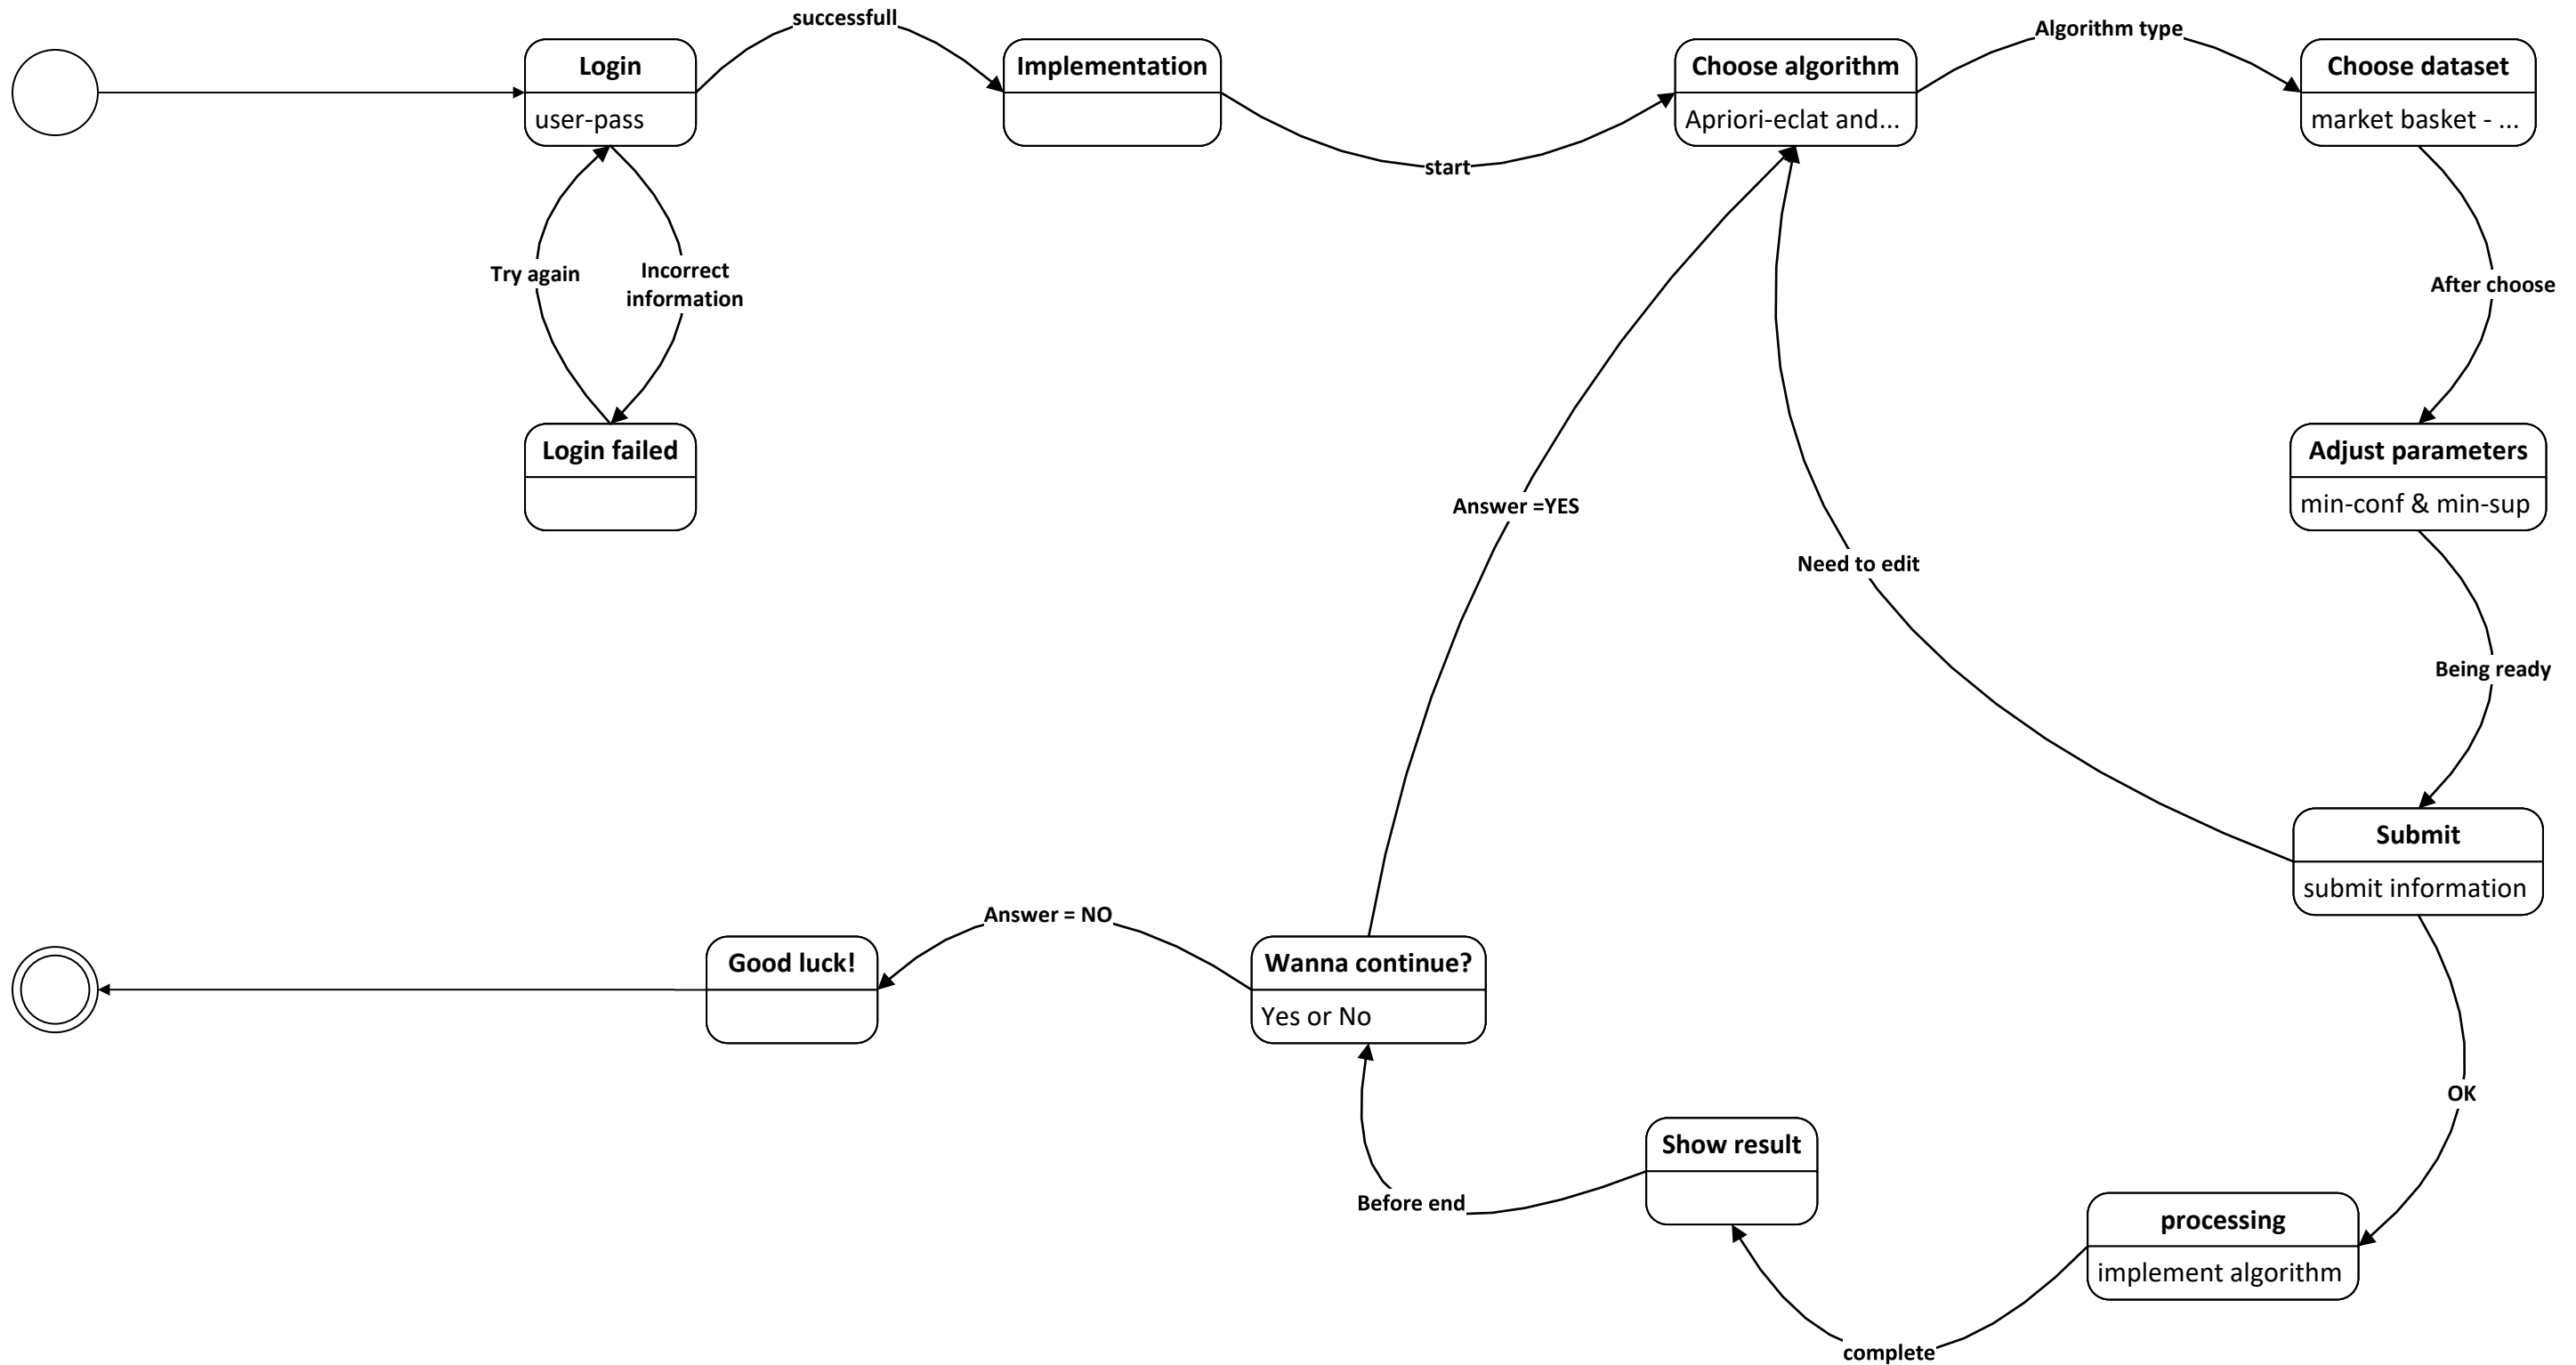 successfull
Login
user-pass
Implementation
start
Choose algorithm
Apriori-eclat and...
Algorithm type
Choose dataset
market basket - ...
Try again
Incorrect
information
Login failed
After choose
Adjust parameters
min-conf & min-sup
Answer =YES
Need to edit
Being ready
Submit
submit information
Answer = NO
Good luck!
Wanna continue?
Yes or No
OK
Show result
Before end
processing
implement algorithm
complete